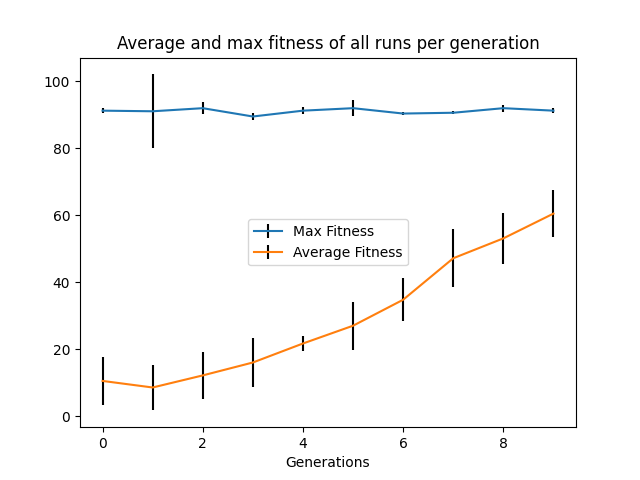 Average and max fitness of all runs per generation
100
80
60
40
20
0
Max Fitness
Average Fitness
0 2 4 6 8
Generations